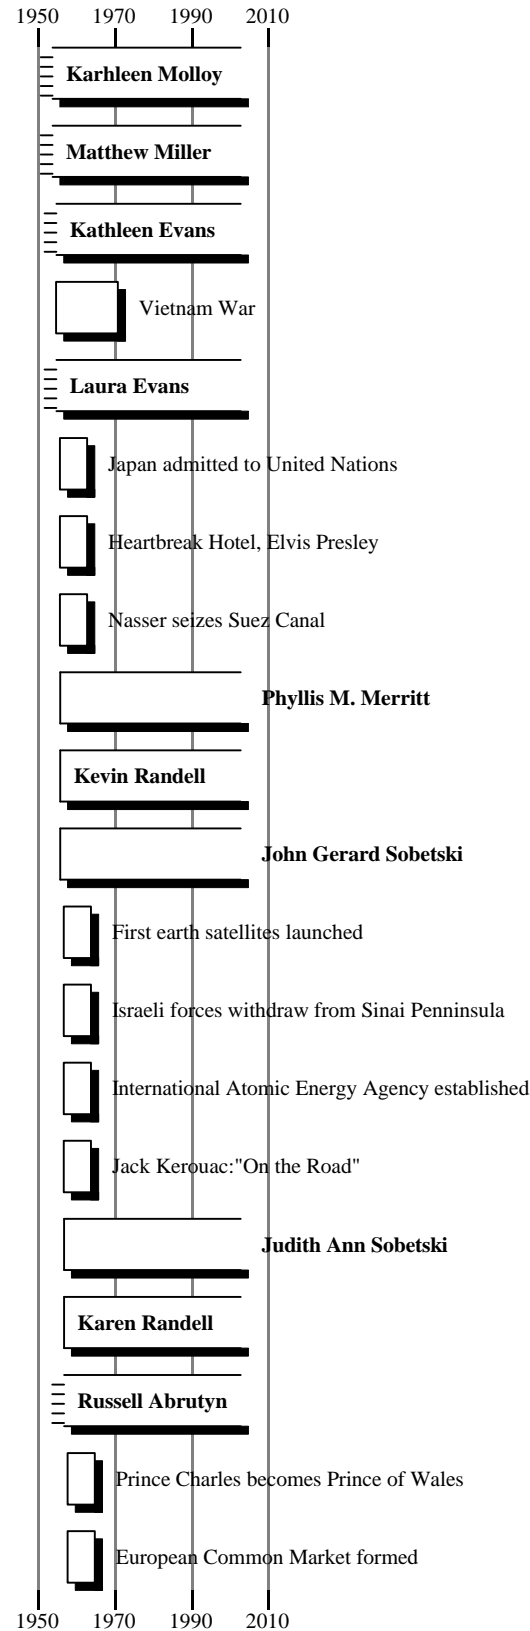 1950 1970 1990 2010
Karhleen Molloy
Matthew Miller
Kathleen Evans
Vietnam War
Laura Evans
Japan admitted to United Nations
Heartbreak Hotel, Elvis Presley
Nasser seizes Suez Canal
Phyllis M. Merritt
Kevin Randell
John Gerard Sobetski
First earth satellites launched
Israeli forces withdraw from Sinai Penninsula
International Atomic Energy Agency established
Jack Kerouac:"On the Road"
Judith Ann Sobetski
Karen Randell
Russell Abrutyn
Prince Charles becomes Prince of Wales
European Common Market formed
1950 1970 1990 2010